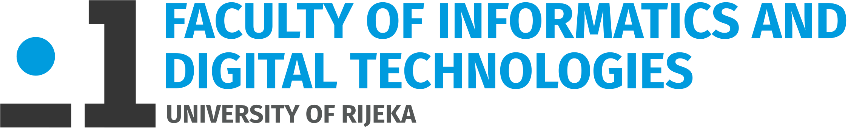 FACULTY OF INFORMATICS AND
DIGITAL TECHNOLOGIES
UNIVERSITY OF RIJEKA